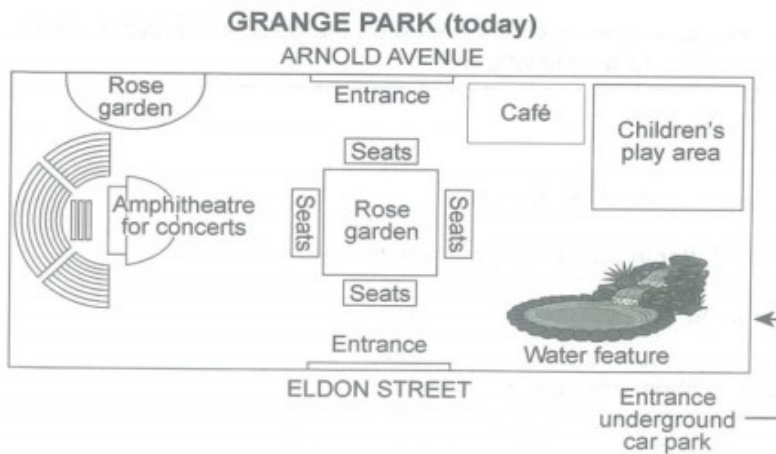 GRANGE PARK (today)
ARNOLD AVENUE
Rose
garden
Entrance
Café
Children's
play area
Seats
Amphitheatre
for concerts
Seats
Rose
garden
Seats
Seats
Entrance
Water feature
ELDON STREET
Entrance
underground
car park